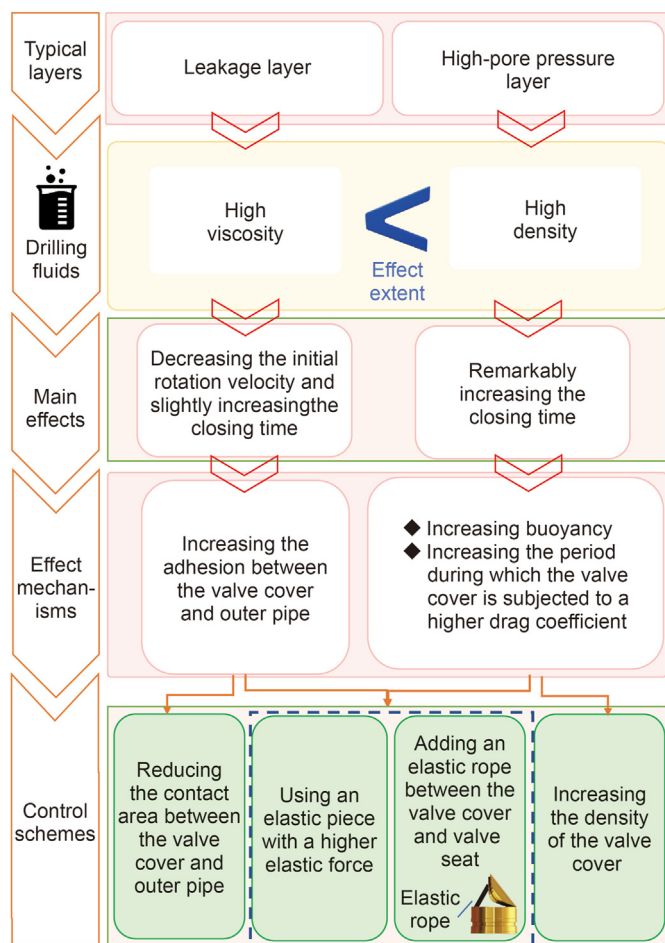 Typical
layers
Leakage layer
High-pore pressure
layer
Drilling
fluids
High
viscosity
<
Effect
extent
High
density
Main
effects
Decreasing the initial
rotation velocity and
slightly increasingthe
closing time
Remarkably
increasing the
closing time
Effect
mechan-
isms
Increasing the
adhesion between
the valve cover
and outer pipe
◆ Increasing buoyancy
◆ Increasing the period
during which the valve
cover is subjected to a
higher drag coefficient
Control
schemes
Reducing
the contact
area between
the valve
cover and
outer pipe
Using an
elastic piece
with a higher
elastic force
Adding an
elastic rope
between the
valve cover
and valve
seat
Elastic
rope
Increasing
the density
of the valve
cover